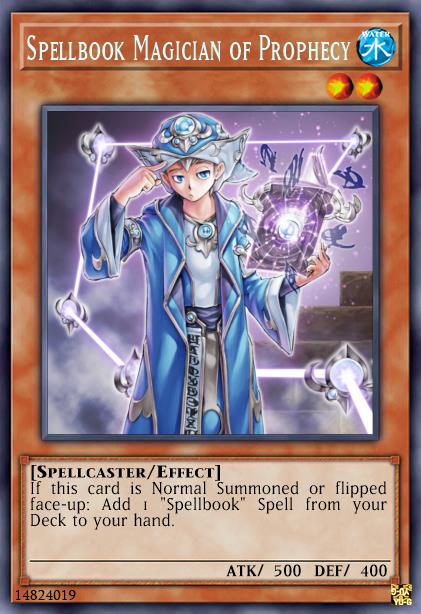 Spellbook Magician of Prophecy
WATER
水
[Spellcaster/Effect]
If this card is Normal Summoned or flipped
face-up: Add 1 "Spellbook" Spell from your
Deck to your hand.
ATK/ 500 DEF/ 400
14824019